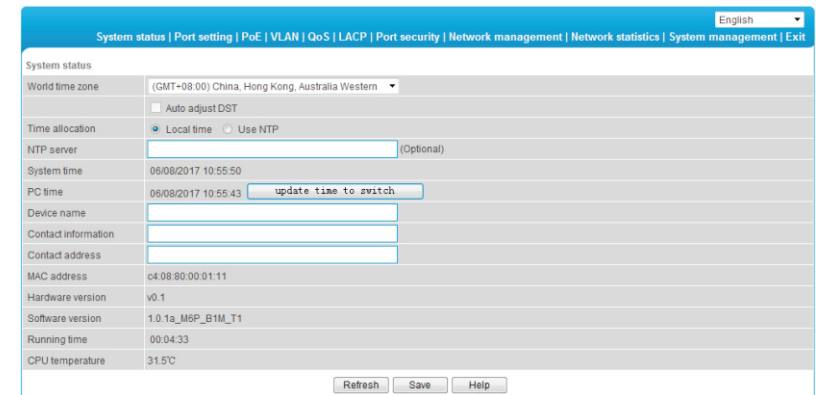 English
System status | Port setting | PoE | VLAN | QoS | LACP | Port security | Network management | Network statistics | System management | Exit
System status
World time zone (GMT+08:00) China, Hong Kong, Australia Western
Auto adjust DST
Time allocation Local time Use NTP
NTP server (Optional)
System time 06/08/2017 10:55:50
PC time 06/08/2017 10:55:43 update time to switch
Device name
Contact information
Contact address
MAC address c4:08:80:00:01:11
Hardware version v0.1
Software version 1.0.1a_M6P_B1M_T1
Running time 00:04:33
CPU temperature 31.5℃
Refresh Save Help